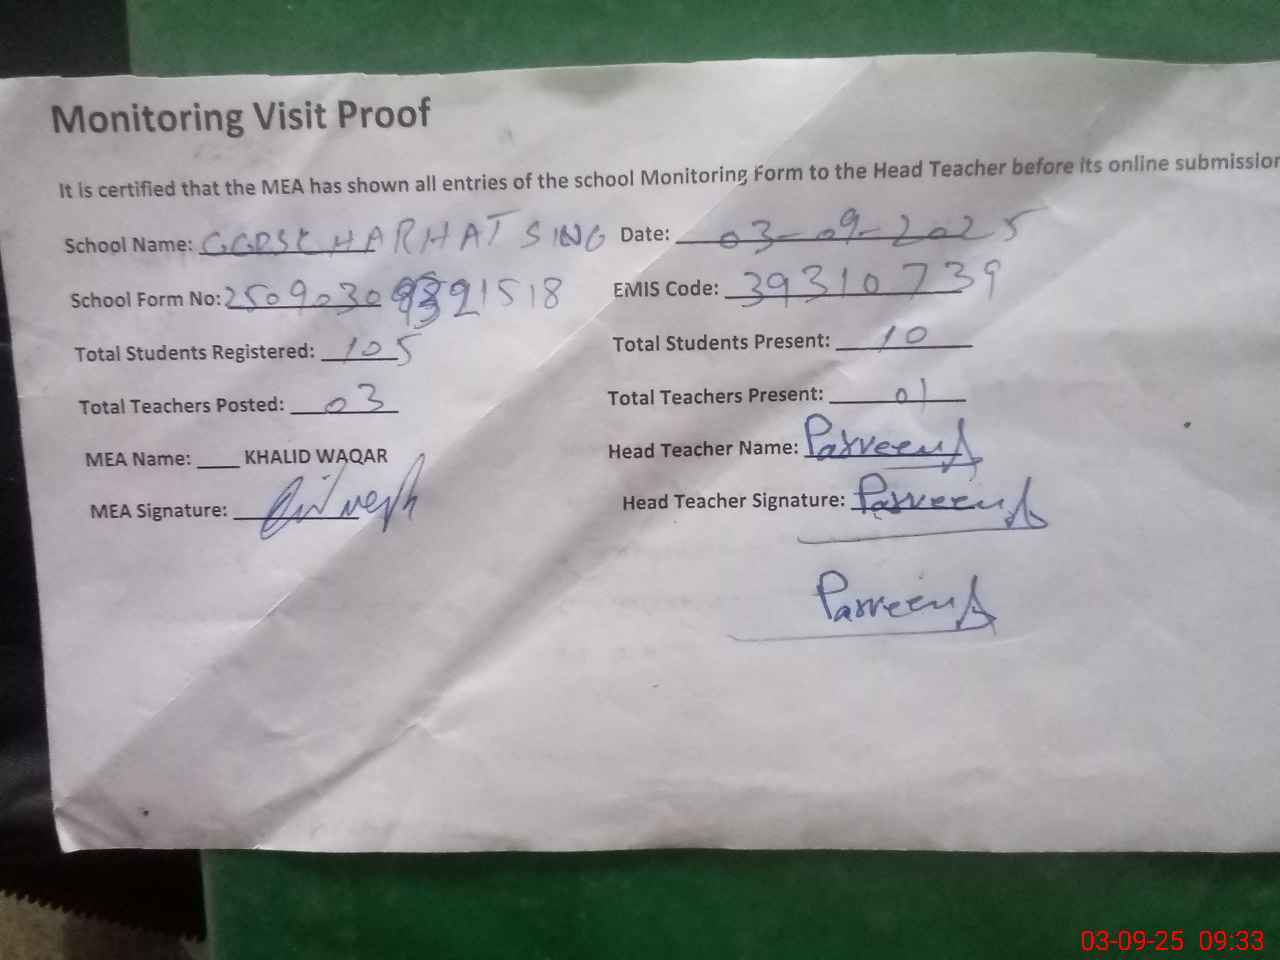 Monitoring Visit Proof
It is certified that the MEA has shown all entries of the school Monitoring Form to the Head Teacher before its online submission
School Name: GGPS KHARHAT SING Date: 03-09-2025
School Form No: EMIS Code: 39310739
Total Students Registered: 105 Total Students Present: 10
Total Teachers Posted: 03 Total Teachers Present: 01
MEA Name: KHALID WAQAR Head Teacher Name: Parveen A
MEA Signature: Head Teacher Signature: Parveen A
Parveen A
03-09-25 09:33